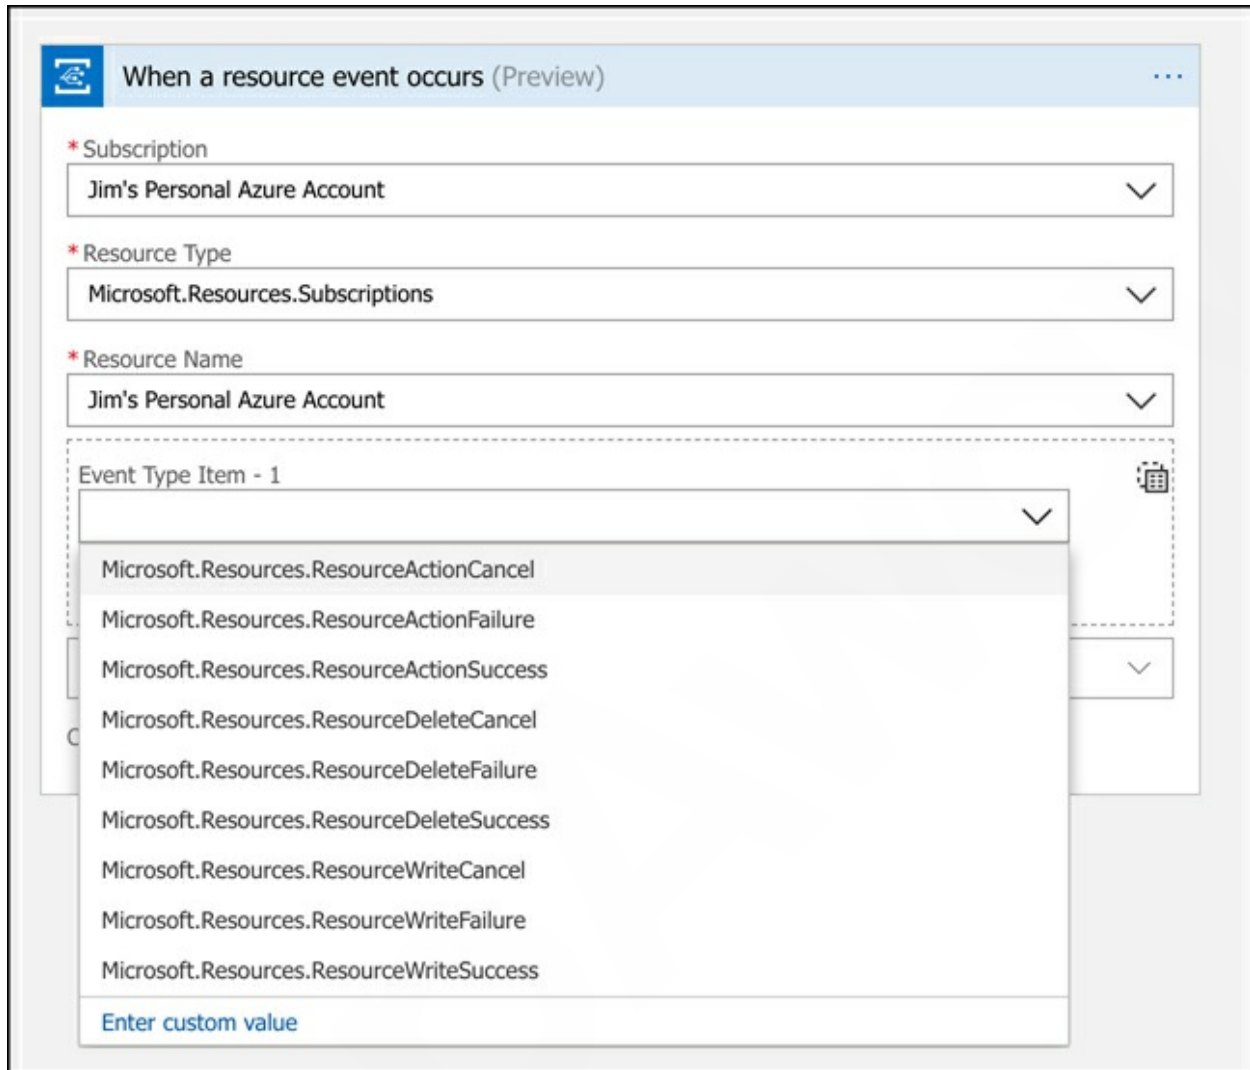 When a resource event occurs (Preview)
...
* Subscription
Jim's Personal Azure Account
* Resource Type
Microsoft.Resources.Subscriptions
* Resource Name
Jim's Personal Azure Account
Event Type Item - 1
Microsoft.Resources.ResourceActionCancel
Microsoft.Resources.ResourceActionFailure
Microsoft.Resources.ResourceActionSuccess
Microsoft.Resources.ResourceDeleteCancel
Microsoft.Resources.ResourceDeleteFailure
Microsoft.Resources.ResourceDeleteSuccess
Microsoft.Resources.ResourceWriteCancel
Microsoft.Resources.ResourceWriteFailure
Microsoft.Resources.ResourceWriteSuccess
Enter custom value